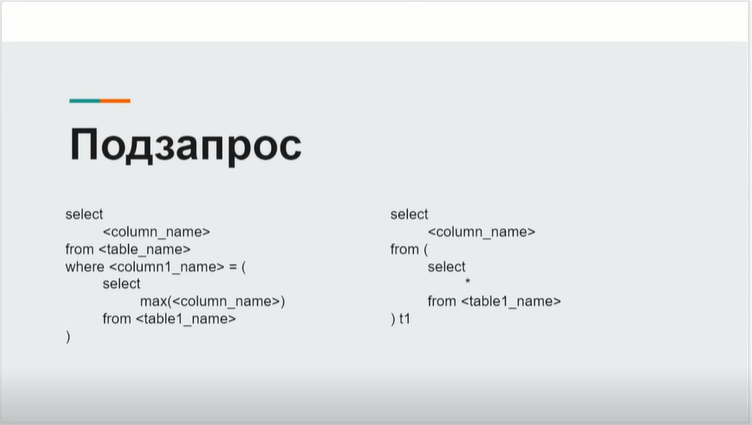 Подзапрос
select
<column_name>
from <table_name>
where <column1_name> = (
select
max(<column_name>)
from <table1_name>
)
select
<column_name>
from (
select
*
from <table1_name>
) t1